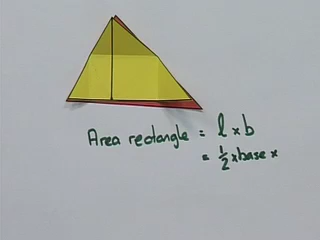 Area rectangle = l x b
= 1/2 x base x